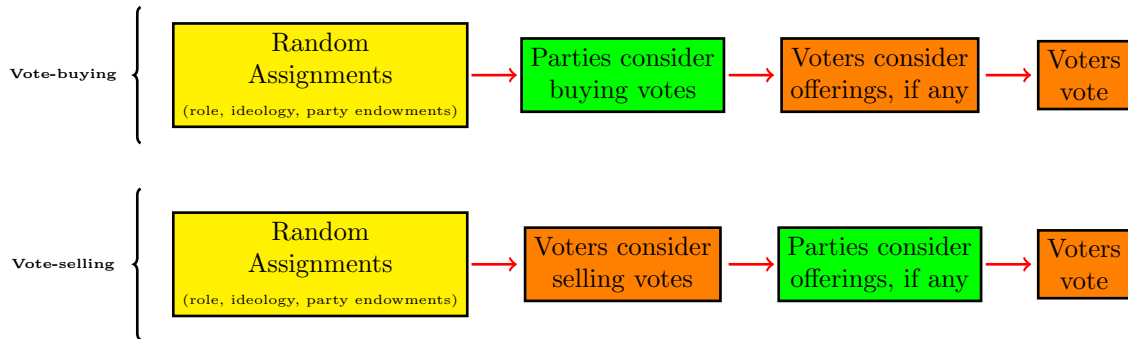 Vote-buying
Random
Assignments
(role, ideology, party endowments)
Parties consider
buying votes
Voters consider
offerings, if any
Voters
vote
Vote-selling
Random
Assignments
(role, ideology, party endowments)
Voters consider
selling votes
Parties consider
offerings, if any
Voters
vote